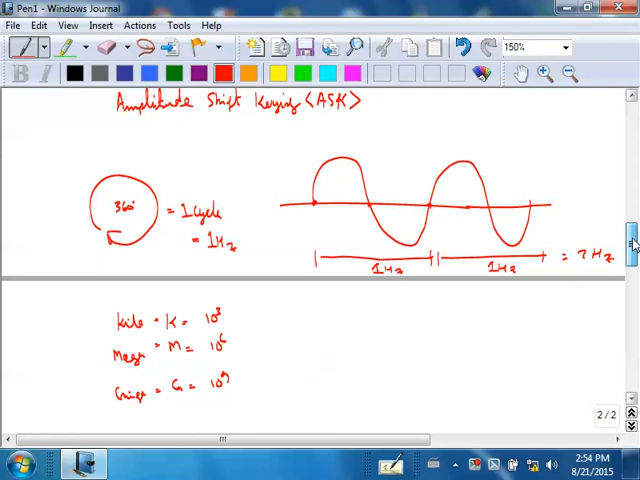 Pen1 - Windows Journal
File Edit View Insert Actions Tools Help
150%
B I
Amplitude Shift Keying <ASK>
360°
= 1 Cycle
= 1 Hz
1 Hz
1 Hz
= 2 Hz
Kilo = K = 10³
Mega = M = 10⁶
Giga = G = 10⁹
2 / 2
2:54 PM
8/21/2015